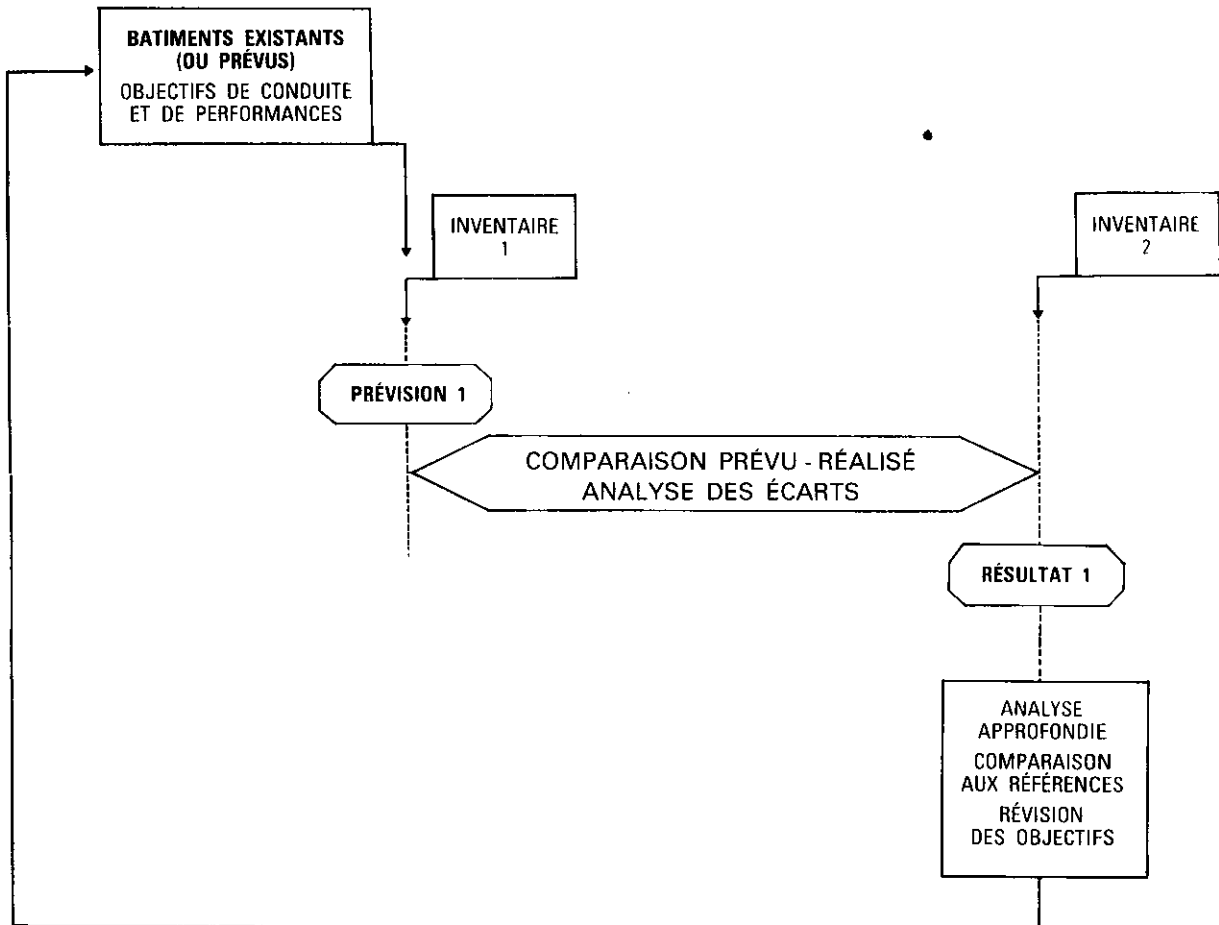 BATIMENTS EXISTANTS
(OU PRÉVUS)
OBJECTIFS DE CONDUITE
ET DE PERFORMANCES
INVENTAIRE
1
INVENTAIRE
2
PRÉVISION 1
COMPARAISON PRÉVU - RÉALISÉ
ANALYSE DES ÉCARTS
RÉSULTAT 1
ANALYSE
APPROFONDIE
COMPARAISON
AUX RÉFÉRENCES
RÉVISION
DES OBJECTIFS